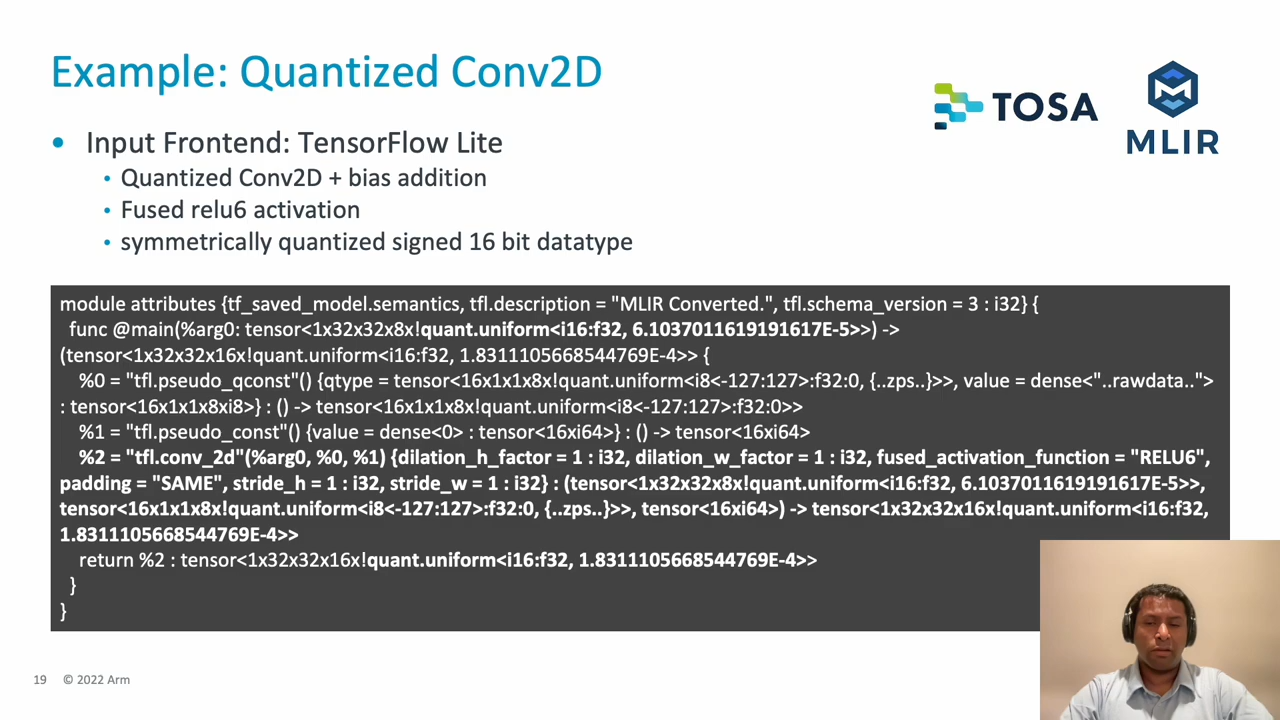 Example: Quantized Conv2D
TOSA
MLIR
• Input Frontend: TensorFlow Lite
• Quantized Conv2D + bias addition
• Fused relu6 activation
• symmetrically quantized signed 16 bit datatype
module attributes {tf_saved_model.semantics, tfl.description = "MLIR Converted.", tfl.schema_version = 3 : i32} {
func @main(%arg0: tensor<1x32x32x8x!quant.uniform<i16:f32, 6.1037011619191617E-5>>) ->
(tensor<1x32x32x16x!quant.uniform<i16:f32, 1.8311105668544769E-4>> {
%0 = "tfl.pseudo_qconst"() {qtype = tensor<16x1x1x8x!quant.uniform<i8<-127:127>:f32:0, {..zps..}>>, value = dense<"..rawdata..">
: tensor<16x1x1x8xi8>} : () -> tensor<16x1x1x8x!quant.uniform<i8<-127:127>:f32:0>>
%1 = "tfl.pseudo_const"() {value = dense<0> : tensor<16xi64>} : () -> tensor<16xi64>
%2 = "tfl.conv_2d"(%arg0, %0, %1) {dilation_h_factor = 1 : i32, dilation_w_factor = 1 : i32, fused_activation_function = "RELU6",
padding = "SAME", stride_h = 1 : i32, stride_w = 1 : i32} : (tensor<1x32x32x8x!quant.uniform<i16:f32, 6.1037011619191617E-5>>,
tensor<16x1x1x8x!quant.uniform<i8<-127:127>:f32:0, {..zps..}>>, tensor<16xi64>) -> tensor<1x32x32x16x!quant.uniform<i16:f32,
1.8311105668544769E-4>>
return %2 : tensor<1x32x32x16x!quant.uniform<i16:f32, 1.8311105668544769E-4>>
}
}
19 © 2022 Arm